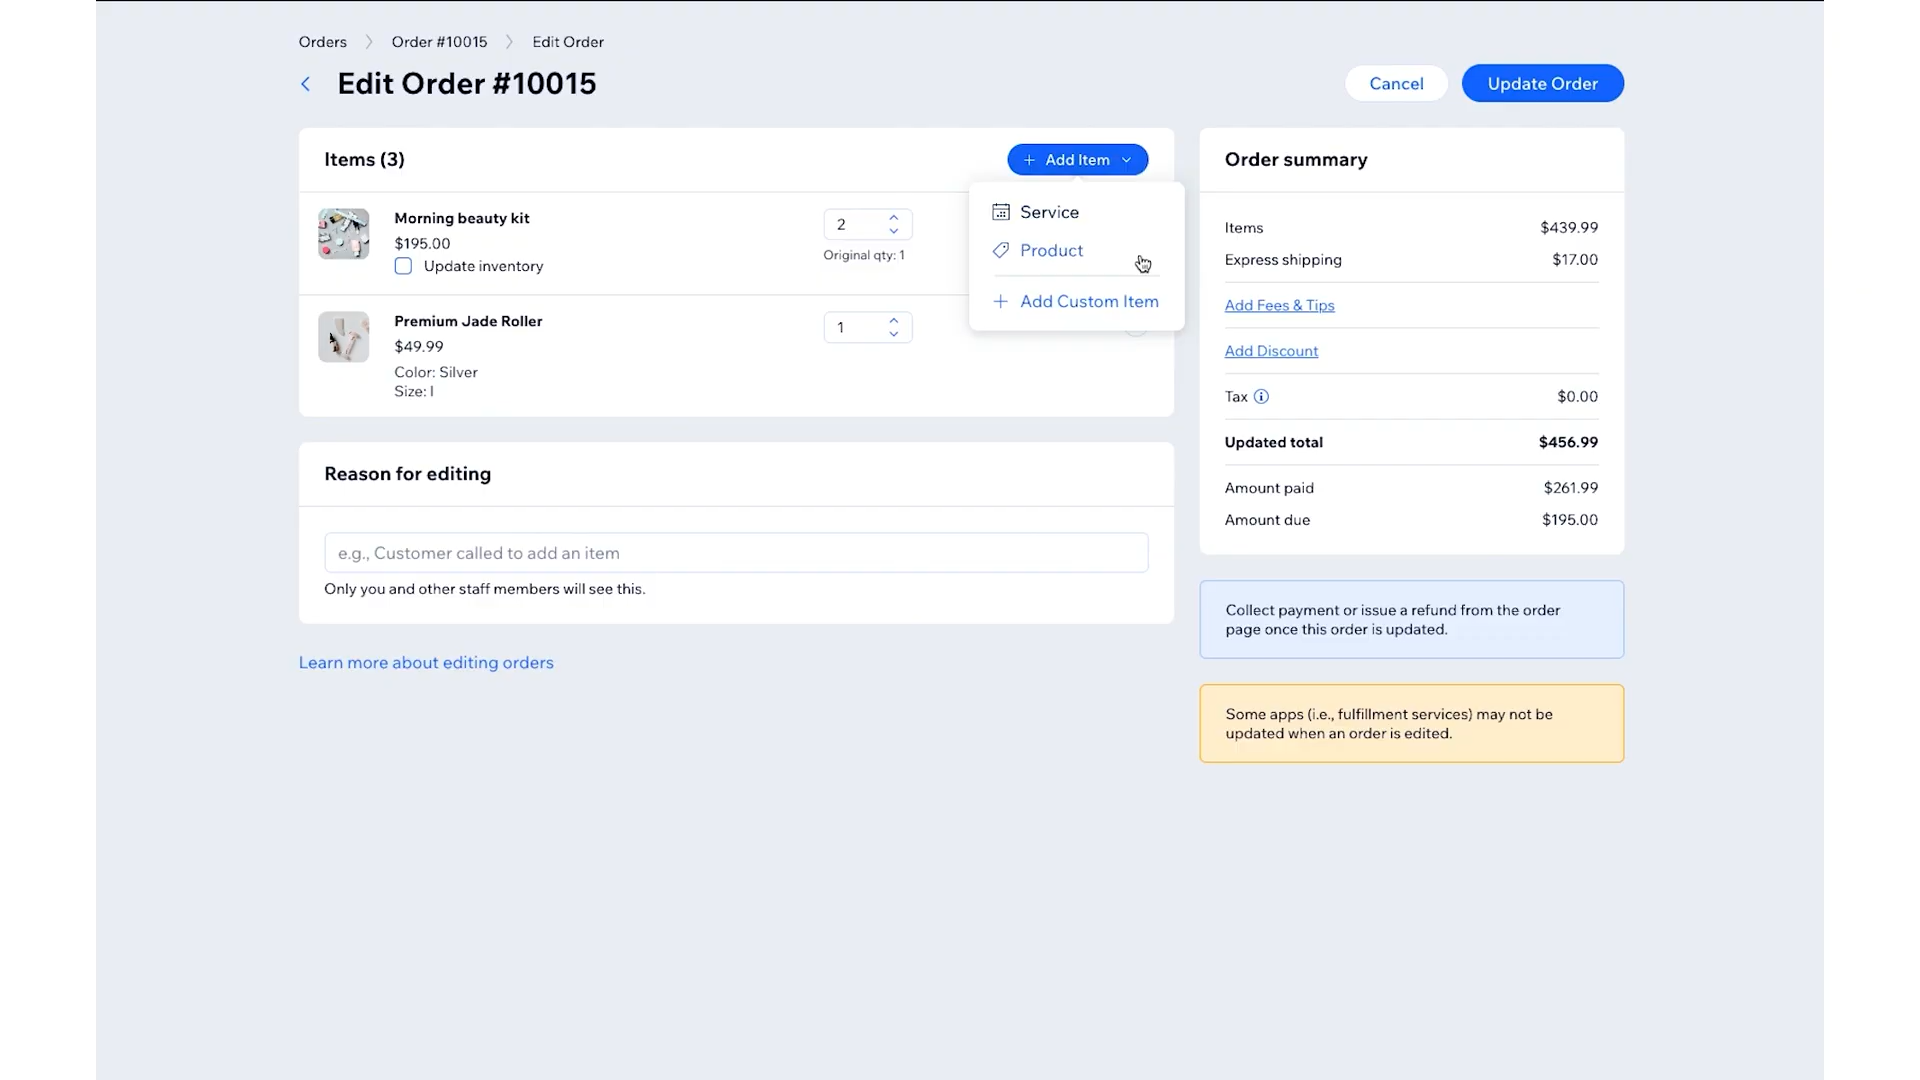 Orders > Order #10015 > Edit Order
Edit Order #10015
Cancel
Update Order
Items (3)
+ Add Item
Service
Product
+ Add Custom Item
Morning beauty kit
$195.00
Update inventory
2
Original qty: 1
Premium Jade Roller
$49.99
Color: Silver
Size: l
1
Reason for editing
e.g., Customer called to add an item
Only you and other staff members will see this.
Learn more about editing orders
Order summary
Items $439.99
Express shipping $17.00
Add Fees & Tips
Add Discount
Tax $0.00
Updated total $456.99
Amount paid $261.99
Amount due $195.00
Collect payment or issue a refund from the order
page once this order is updated.
Some apps (i.e., fulfillment services) may not be
updated when an order is edited.